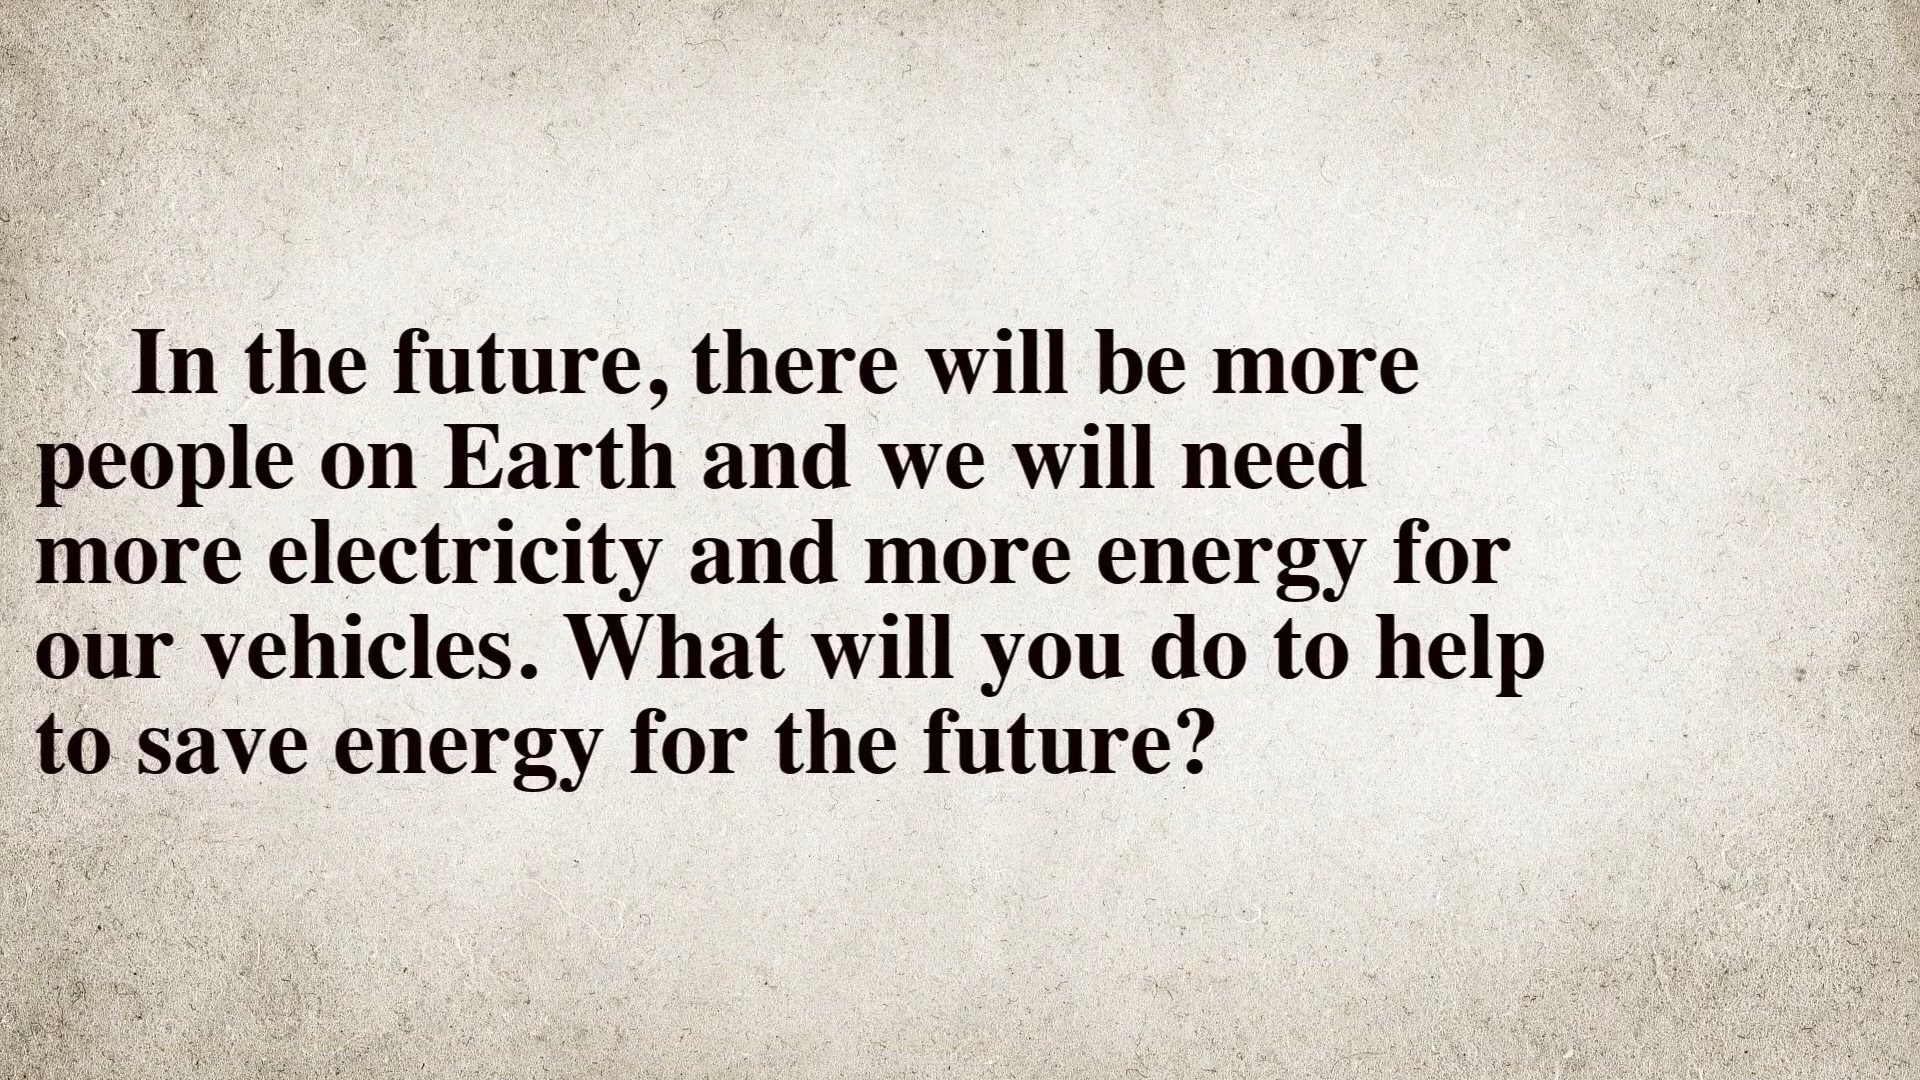 In the future, there will be more
people on Earth and we will need
more electricity and more energy for
our vehicles. What will you do to help
to save energy for the future?